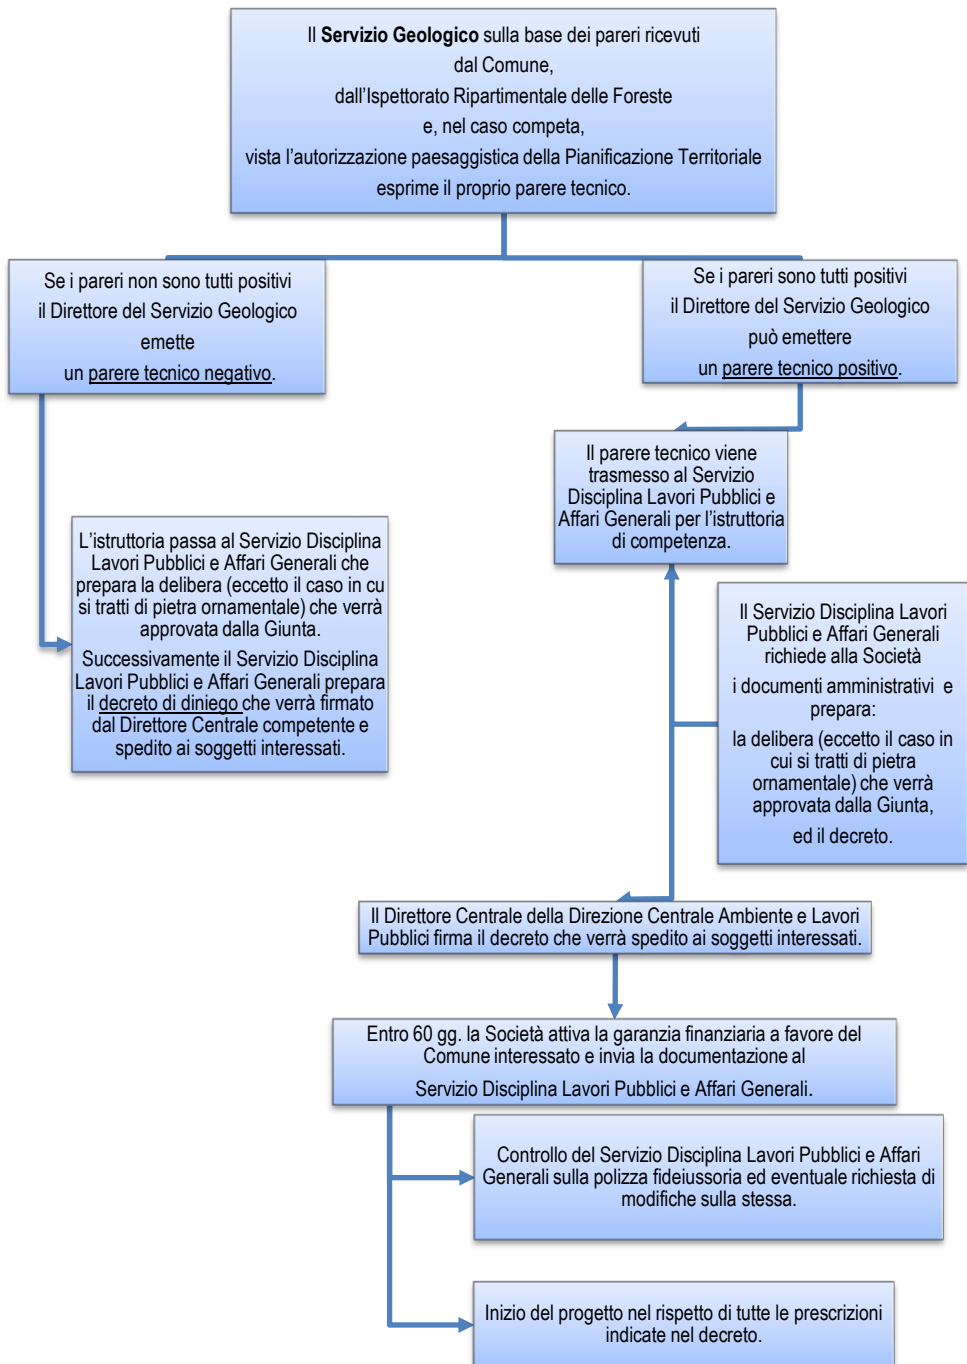 Il Servizio Geologico sulla base dei pareri ricevuti
dal Comune,
dall'Ispettorato Ripartimentale delle Foreste
e, nel caso competa,
vista l'autorizzazione paesaggistica della Pianificazione Territoriale
esprime il proprio parere tecnico.
Se i pareri non sono tutti positivi
il Direttore del Servizio Geologico
emette
un parere tecnico negativo.
Se i pareri sono tutti positivi
il Direttore del Servizio Geologico
può emettere
un parere tecnico positivo.
Il parere tecnico viene
trasmesso al Servizio
Disciplina Lavori Pubblici e
Affari Generali per l'istruttoria
di competenza.
L'istruttoria passa al Servizio Disciplina
Lavori Pubblici e Affari Generali che
prepara la delibera (eccetto il caso in cu
si tratti di pietra ornamentale) che verrà
approvata dalla Giunta.
Successivamente il Servizio Disciplina
Lavori Pubblici e Affari Generali prepara
il decreto di diniego che verrà firmato
dal Direttore Centrale competente e
spedito ai soggetti interessati.
Il Servizio Disciplina Lavori
Pubblici e Affari Generali
richiede alla Società
i documenti amministrativi e
prepara:
la delibera (eccetto il caso in
cui si tratti di pietra
ornamentale) che verrà
approvata dalla Giunta,
ed il decreto.
Il Direttore Centrale della Direzione Centrale Ambiente e Lavori
Pubblici firma il decreto che verrà spedito ai soggetti interessati.
Entro 60 gg. la Società attiva la garanzia finanziaria a favore del
Comune interessato e invia la documentazione al
Servizio Disciplina Lavori Pubblici e Affari Generali.
Controllo del Servizio Disciplina Lavori Pubblici e Affari
Generali sulla polizza fideiussoria ed eventuale richiesta di
modifiche sulla stessa.
Inizio del progetto nel rispetto di tutte le prescrizioni
indicate nel decreto.